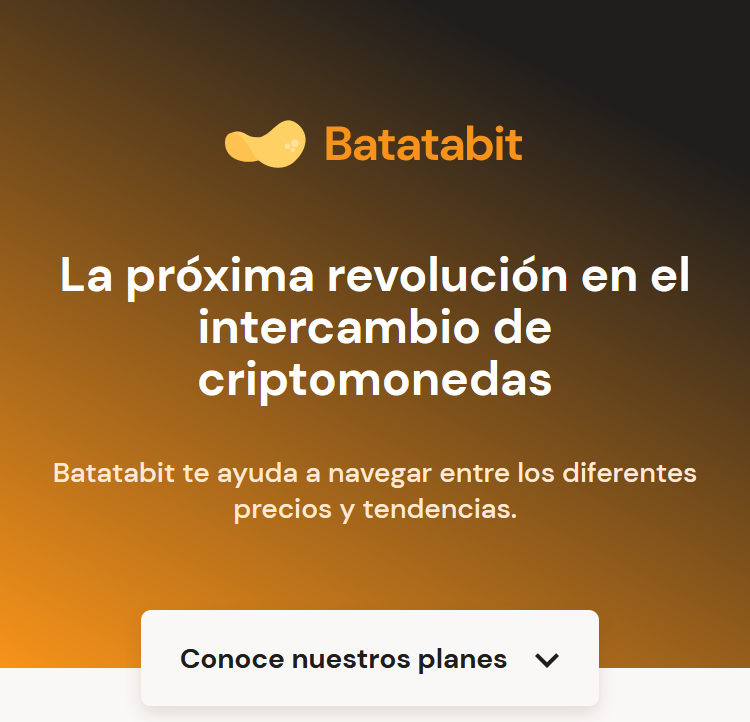 Batatabit
La próxima revolución en el
intercambio de
criptomonedas
Batatabit te ayuda a navegar entre los diferentes
precios y tendencias.
Conoce nuestros planes